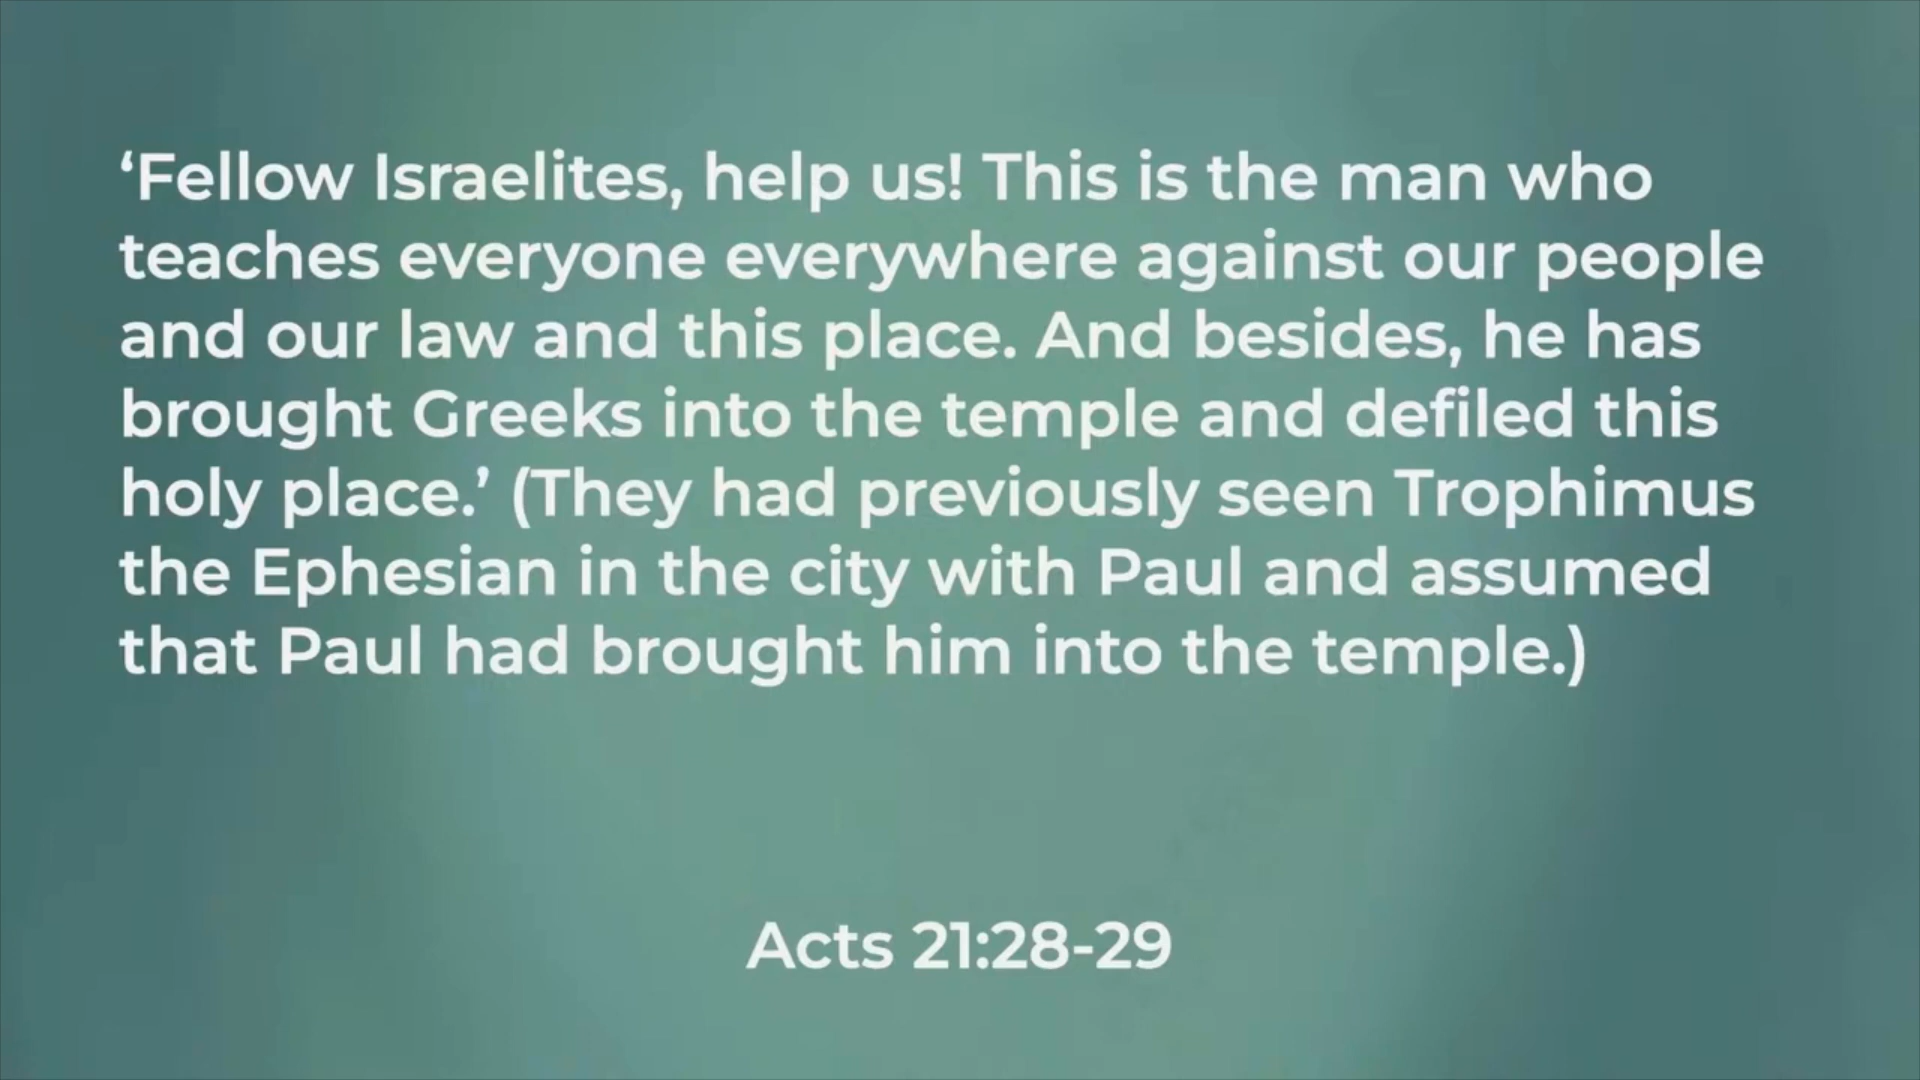 ‘Fellow Israelites, help us! This is the man who
teaches everyone everywhere against our people
and our law and this place. And besides, he has
brought Greeks into the temple and defiled this
holy place.’ (They had previously seen Trophimus
the Ephesian in the city with Paul and assumed
that Paul had brought him into the temple.)
Acts 21:28-29